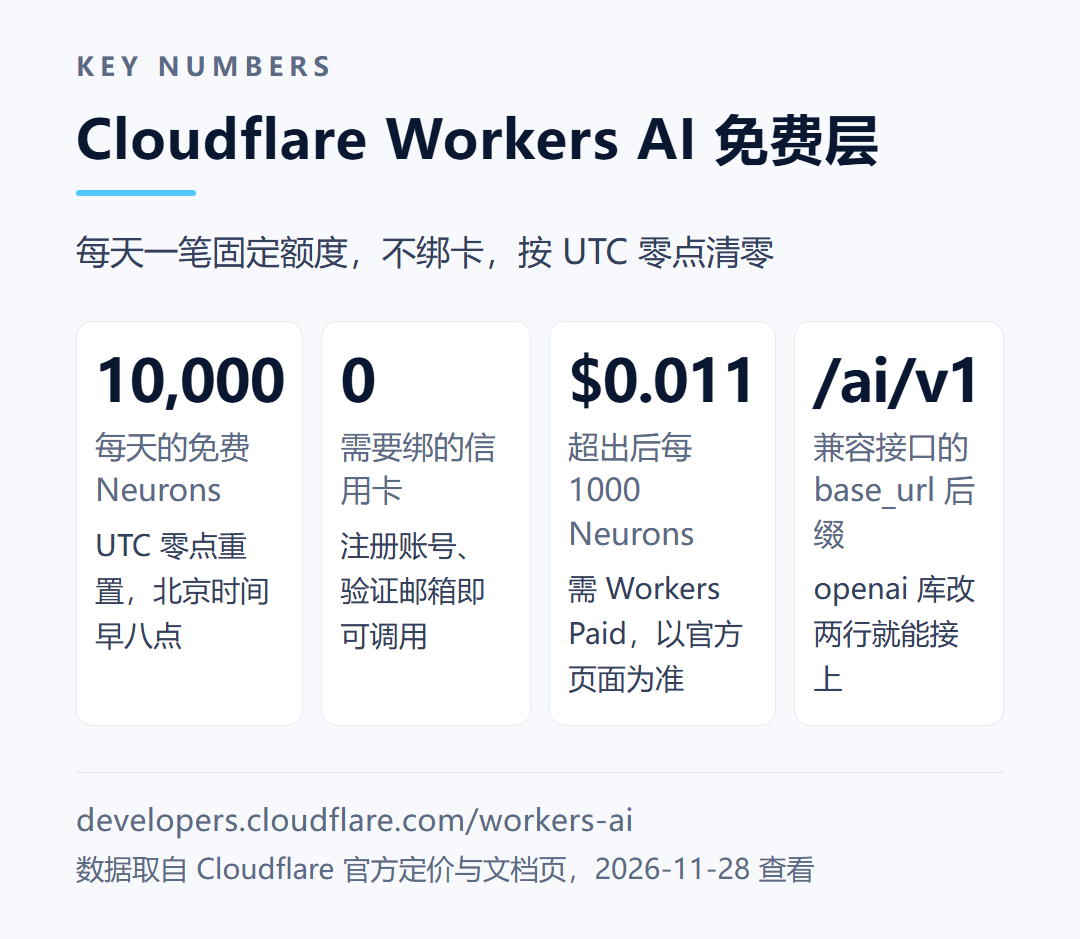 KEY NUMBERS
Cloudflare Workers AI 免费层
每天一笔固定额度，不绑卡，按 UTC 零点清零
10,000
每天的免费
Neurons
UTC 零点重
置，北京时间
早八点
0
需要绑的信
用卡
注册账号、
验证邮箱即
可调用
$0.011
超出后每
1000
Neurons
需 Workers
Paid，以官方
页面为准
/ai/v1
兼容接口的
base_url 后
缀
openai 库改
两行就能接
上
developers.cloudflare.com/workers-ai
数据取自 Cloudflare 官方定价与文档页，2026-11-28 查看